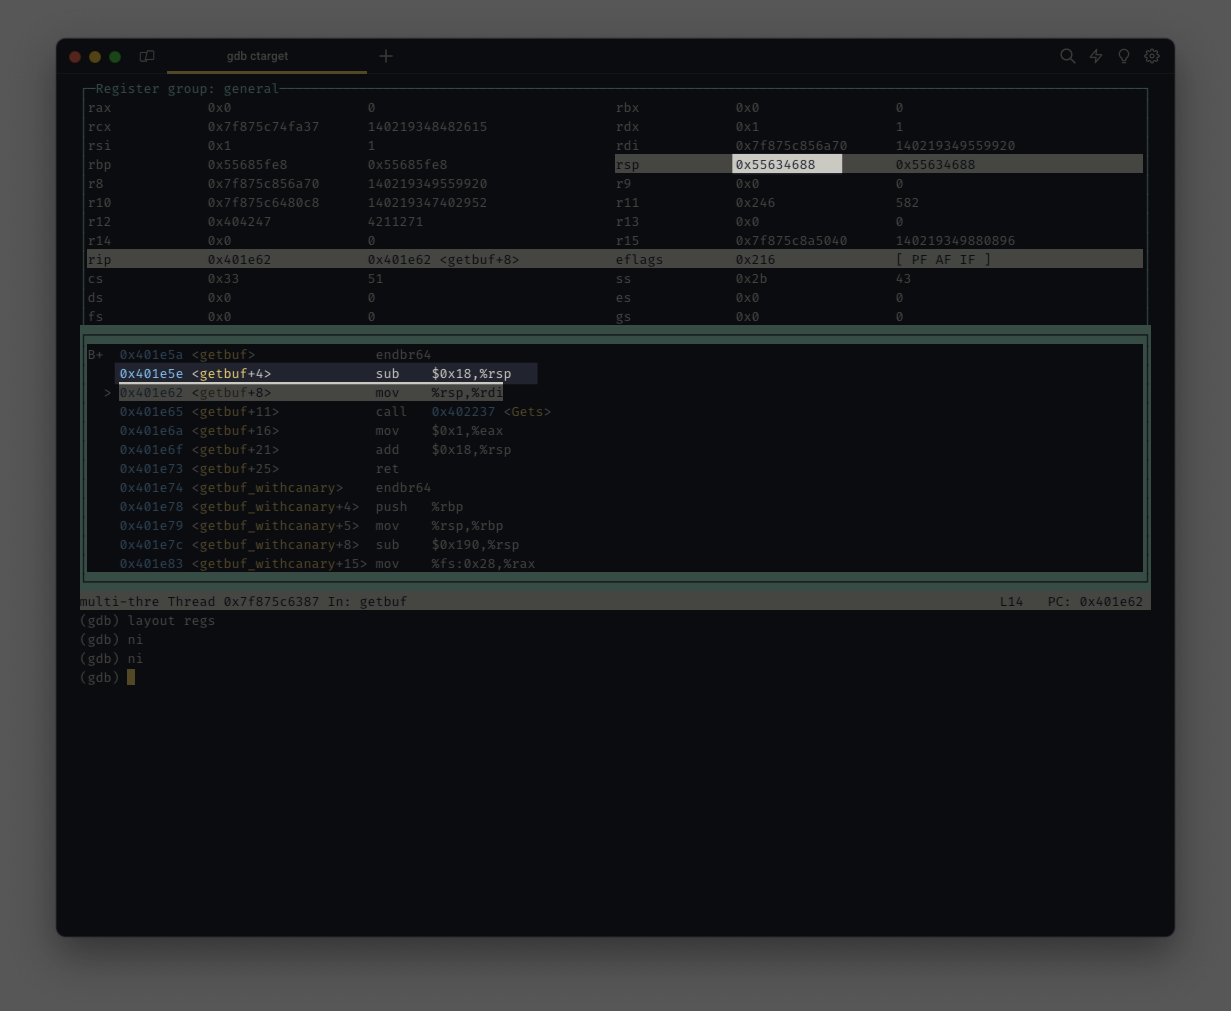 gdb ctarget
Register group: general
rax 0x0 0 rbx 0x0 0
rcx 0x7f875c74fa37 140219348482615 rdx 0x1 1
rsi 0x1 1 rdi 0x7f875c856a70 140219349559920
rbp 0x55685fe8 0x55685fe8 rsp 0x55634688 0x55634688
r8 0x7f875c856a70 140219349559920 r9 0x0 0
r10 0x7f875c6480c8 140219347402952 r11 0x246 582
r12 0x404247 4211271 r13 0x0 0
r14 0x0 0 r15 0x7f875c8a5040 140219349880896
rip 0x401e62 0x401e62 <getbuf+8> eflags 0x216 [ PF AF IF ]
cs 0x33 51 ss 0x2b 43
ds 0x0 0 es 0x0 0
fs 0x0 0 gs 0x0 0
B+ 0x401e5a <getbuf> endbr64
0x401e5e <getbuf+4> sub $0x18,%rsp
> 0x401e62 <getbuf+8> mov %rsp,%rdi
0x401e65 <getbuf+11> call 0x402237 <Gets>
0x401e6a <getbuf+16> mov $0x1,%eax
0x401e6f <getbuf+21> add $0x18,%rsp
0x401e73 <getbuf+25> ret
0x401e74 <getbuf_withcanary> endbr64
0x401e78 <getbuf_withcanary+4> push %rbp
0x401e79 <getbuf_withcanary+5> mov %rsp,%rbp
0x401e7c <getbuf_withcanary+8> sub $0x190,%rsp
0x401e83 <getbuf_withcanary+15> mov %fs:0x28,%rax
multi-thre Thread 0x7f875c6387 In: getbuf L14 PC: 0x401e62
(gdb) layout regs
(gdb) ni
(gdb) ni
(gdb)